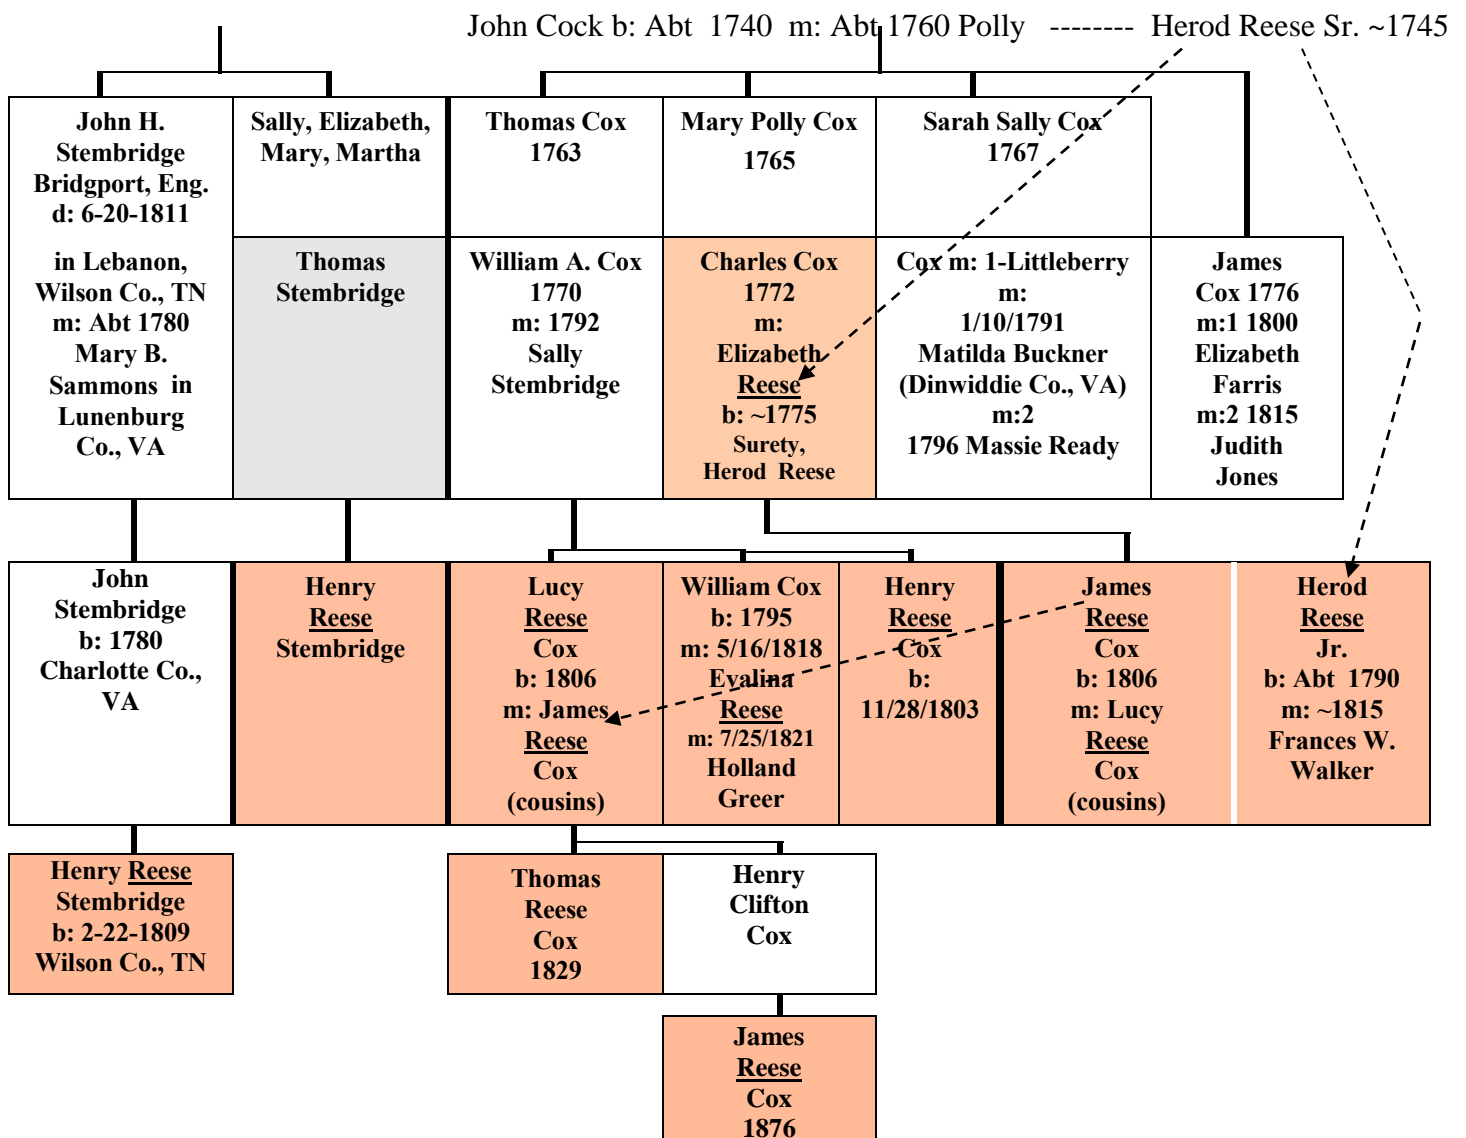 John Cock b: Abt 1740 m: Abt 1760 Polly -------- Herod Reese Sr. ~1745
John H.
Stembridge
Bridgport, Eng.
d: 6-20-1811
in Lebanon,
Wilson Co., TN
m: Abt 1780
Mary B.
Sammons in
Lunenburg
Co., VA
Sally, Elizabeth,
Mary, Martha
Thomas
Stembridge
Thomas Cox
1763
William A. Cox
1770
m: 1792
Sally
Stembridge
Mary Polly Cox
1765
Charles Cox
1772
m:
Elizabeth
Reese
b: ~1775
Surety,
Herod Reese
Sarah Sally Cox
1767
Cox m: 1-Littleberry
m:
1/10/1791
Matilda Buckner
(Dinwiddie Co., VA)
m:2
1796 Massie Ready
James
Cox 1776
m:1 1800
Elizabeth
Farris
m:2 1815
Judith
Jones
John
Stembridge
b: 1780
Charlotte Co.,
VA
Henry
Reese
Stembridge
Lucy
Reese
Cox
b: 1806
m: James
Reese
Cox
(cousins)
William Cox
b: 1795
m: 5/16/1818
Evalina
Reese
m: 7/25/1821
Holland
Greer
Henry
Reese
Cox
b:
11/28/1803
James
Reese
Cox
b: 1806
m: Lucy
Reese
Cox
(cousins)
Herod
Reese
Jr.
b: Abt 1790
m: ~1815
Frances W.
Walker
Henry Reese
Stembridge
b: 2-22-1809
Wilson Co., TN
Thomas
Reese
Cox
1829
Henry
Clifton
Cox
James
Reese
Cox
1876